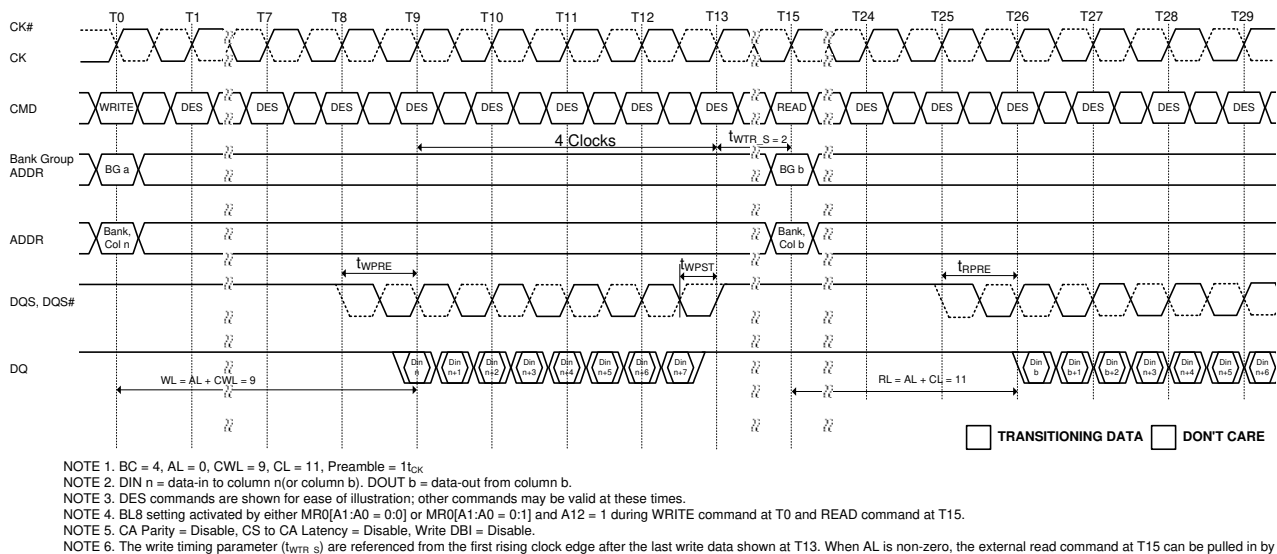 T0 T1 T7 T8 T9 T10 T11 T12 T13 T15 T24 T25 T26 T27 T28 T29
CK#
CK
CMD WRITE DES DES DES DES DES DES DES DES READ DES DES DES DES DES DES
4 Clocks tWTR_S = 2
Bank Group
ADDR
BG a BG b
ADDR
Bank,
Col n
Bank,
Col b
tWPRE tWPST tRPRE
DQS, DQS#
DQ
Din
n
Din
n+1
Din
n+2
Din
n+3
Din
n+4
Din
n+5
Din
n+6
Din
n+7
Din
b
Din
b+1
Din
b+2
Din
n+3
Din
n+4
Din
n+5
Din
n+6
WL = AL + CWL = 9 RL = AL + CL = 11
TRANSITIONING DATA DON'T CARE
NOTE 1. BC = 4, AL = 0, CWL = 9, CL = 11, Preamble = 1tCK
NOTE 2. DIN n = data-in to column n(or column b). DOUT b = data-out from column b.
NOTE 3. DES commands are shown for ease of illustration; other commands may be valid at these times.
NOTE 4. BL8 setting activated by either MR0[A1:A0 = 0:0] or MR0[A1:A0 = 0:1] and A12 = 1 during WRITE command at T0 and READ command at T15.
NOTE 5. CA Parity = Disable, CS to CA Latency = Disable, Write DBI = Disable.
NOTE 6. The write timing parameter (tWTR_S) are referenced from the first rising clock edge after the last write data shown at T13. When AL is non-zero, the external read command at T15 can be pulled in by